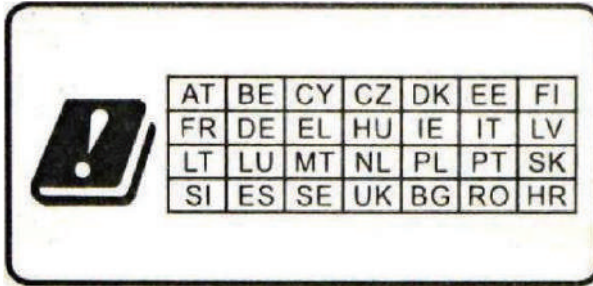 AT BE CY CZ DK EE FI
FR DE EL HU IE IT LV
LT LU MT NL PL PT SK
SI ES SE UK BG RO HR